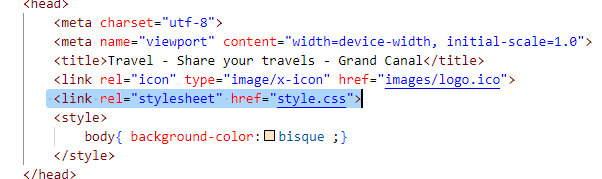 <head>
<meta charset="utf-8">
<meta name="viewport" content="width=device-width, initial-scale=1.0">
<title>Travel - Share your travels - Grand Canal</title>
<link rel="icon" type="image/x-icon" href="images/logo.ico">
<link rel="stylesheet" href="style.css">
<style>
body{ background-color: bisque ;}
</style>
</head>